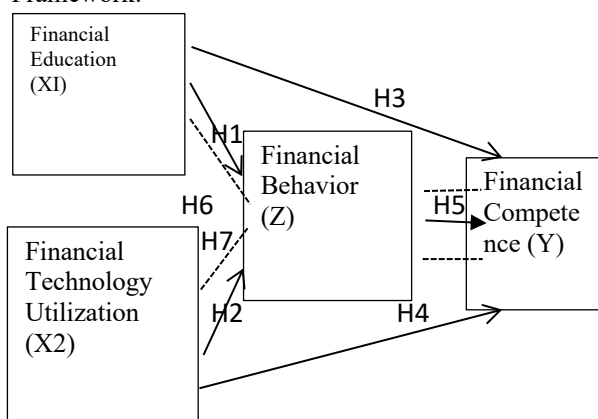 Framework:
Financial
Education
(XI)
H3
H1
Financial
Behavior
(Z)
Financial
Compete
nce (Y)
H5
H6
H7
Financial
Technology
Utilization
(X2)
H2
H4